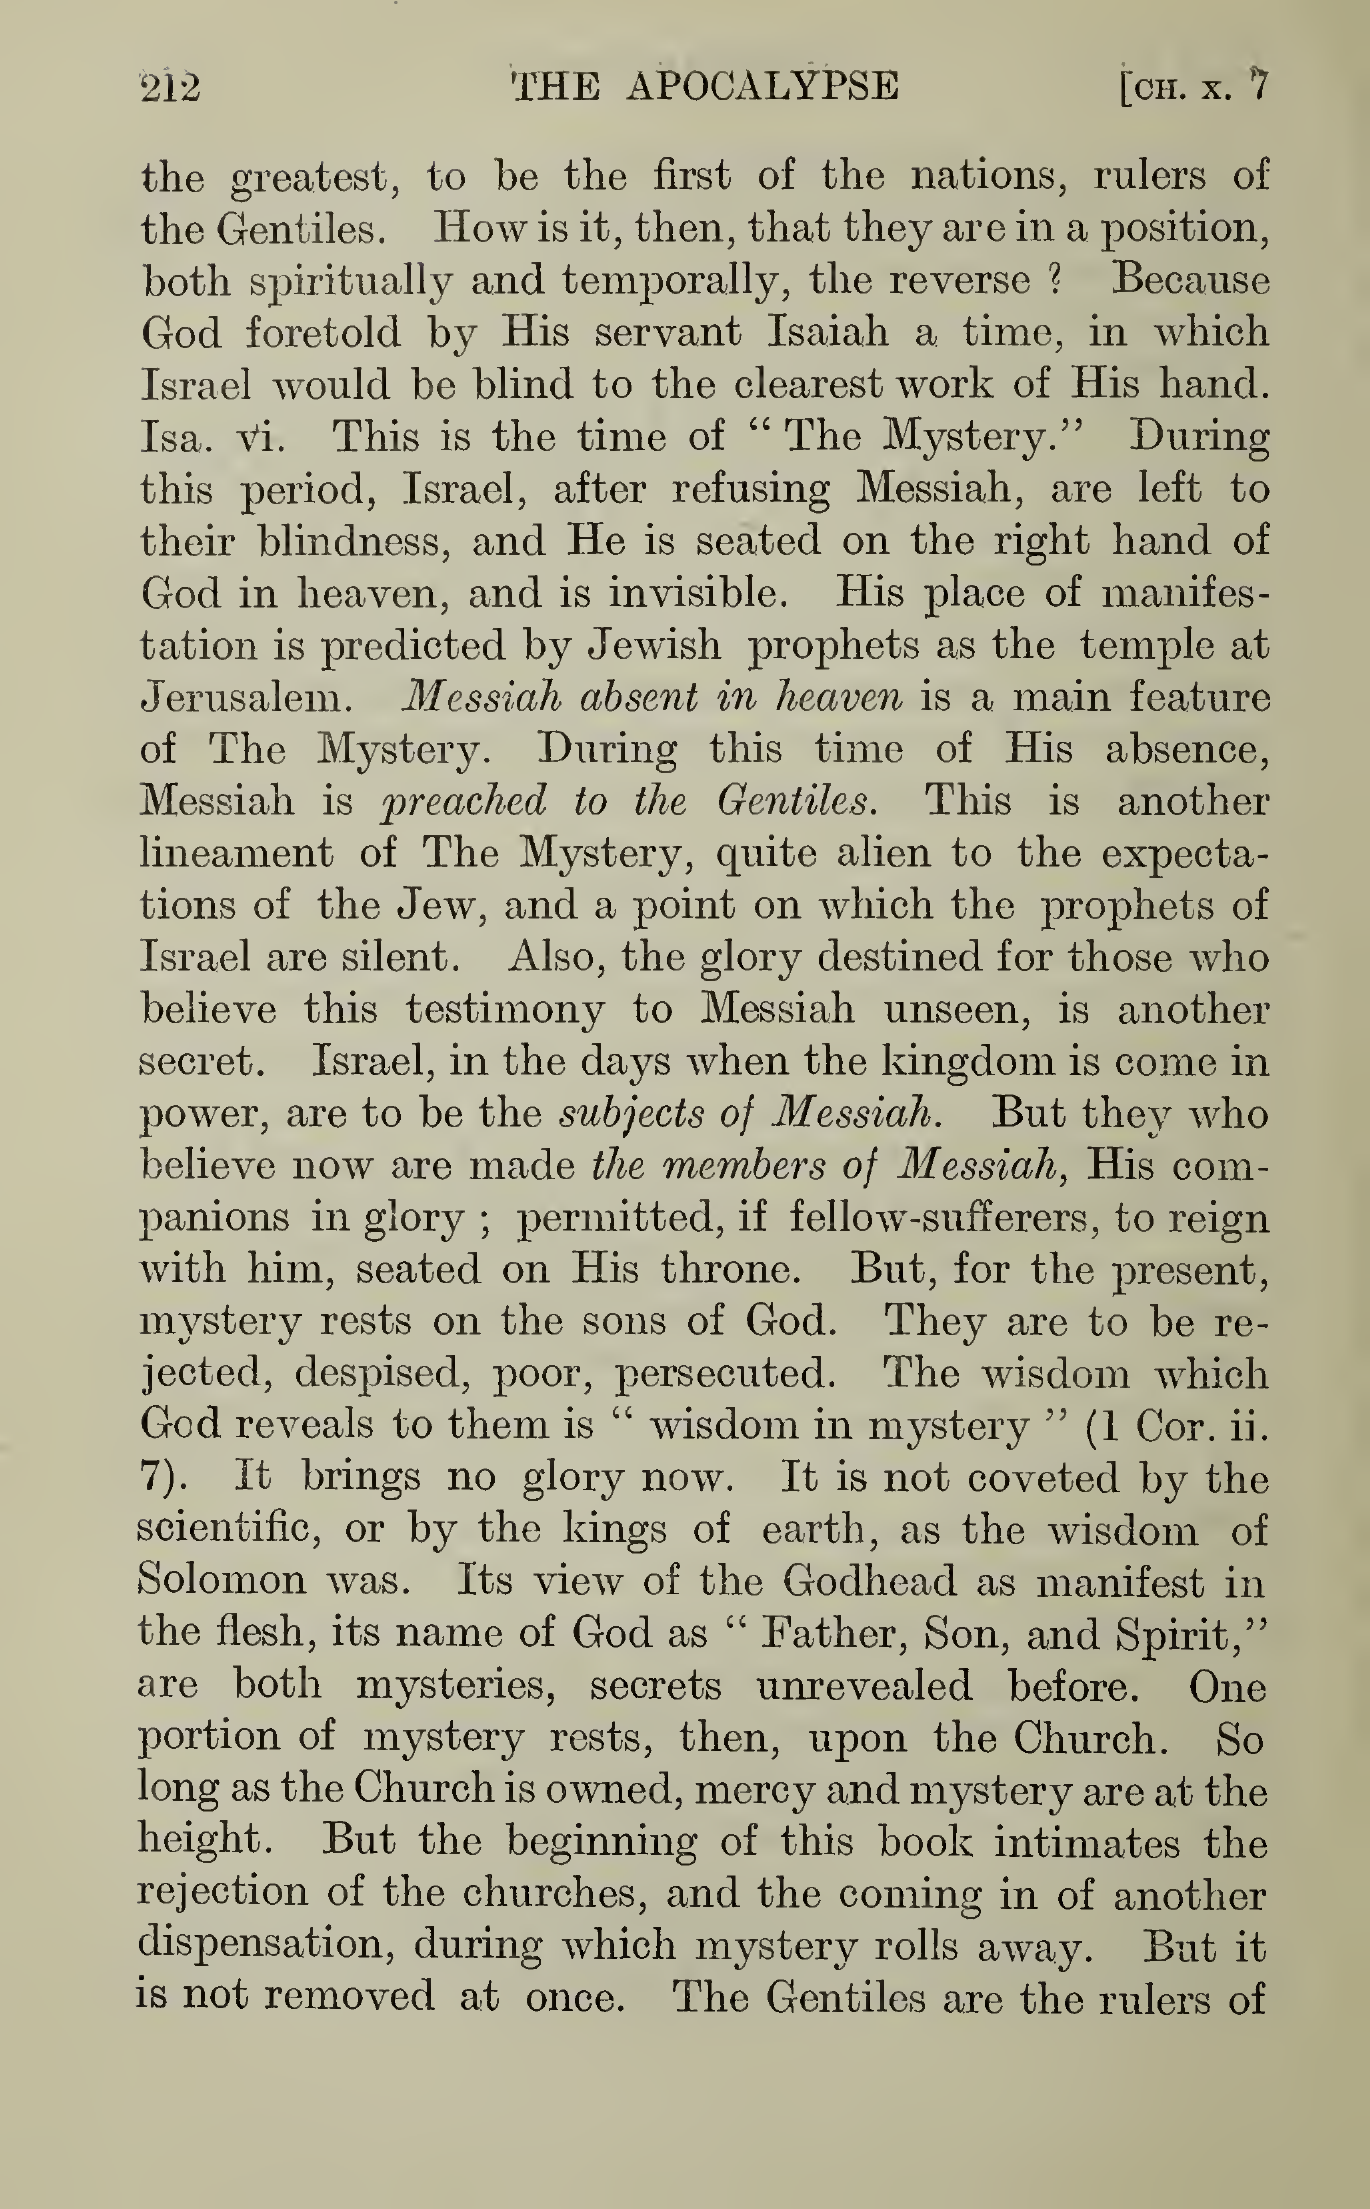 212 THE APOCALYPSE [CH. X. 7
the greatest, to be the first of the nations, rulers of
the Gentiles. How is it, then, that they are in a position,
both spiritually and temporally, the reverse ? Because
God foretold by His servant Isaiah a time, in which
Israel would be blind to the clearest work of His hand.
Isa. vi. This is the time of “ The Mystery.” During
this period, Israel, after refusing Messiah, are left to
their blindness, and He is seated on the right hand of
God in heaven, and is invisible. His place of manifes-
tation is predicted by Jewish prophets as the temple at
Jerusalem. Messiah absent in heaven is a main feature
of The Mystery. During this time of His absence,
Messiah is preached to the Gentiles. This is another
lineament of The Mystery, quite alien to the expecta-
tions of the Jew, and a point on which the prophets of
Israel are silent. Also, the glory destined for those who
believe this testimony to Messiah unseen, is another
secret. Israel, in the days when the kingdom is come in
power, are to be the subjects of Messiah. But they who
believe now are made the members of Messiah, His com-
panions in glory ; permitted, if fellow-sufferers, to reign
with him, seated on His throne. But, for the present,
mystery rests on the sons of God. They are to be re-
jected, despised, poor, persecuted. The wisdom which
God reveals to them is “ wisdom in mystery ” (1 Cor. ii.
7). It brings no glory now. It is not coveted by the
scientific, or by the kings of earth, as the wisdom of
Solomon was. Its view of the Godhead as manifest in
the flesh, its name of God as “ Father, Son, and Spirit,”
are both mysteries, secrets unrevealed before. One
portion of mystery rests, then, upon the Church. So
long as the Church is owned, mercy and mystery are at the
height. But the beginning of this book intimates the
rejection of the churches, and the coming in of another
dispensation, during which mystery rolls away. But it
is not removed at once. The Gentiles are the rulers of